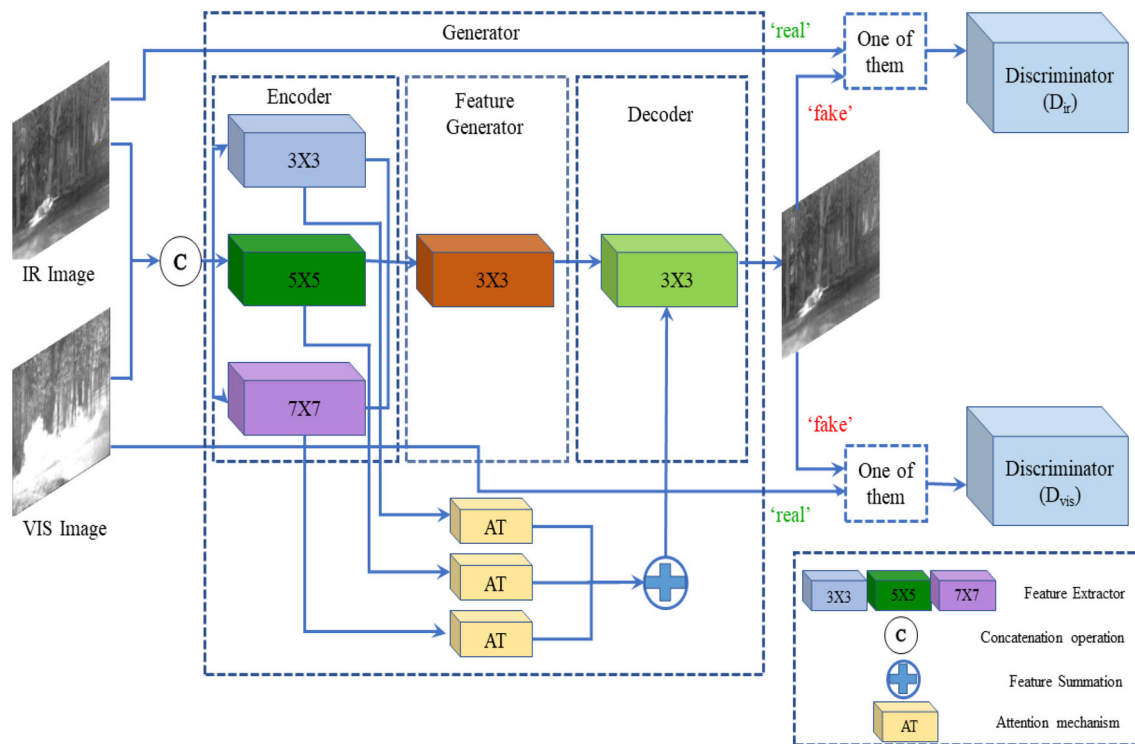 Generator
'real'
One of
them
Discriminator
(D_ir)
Encoder
Feature
Generator
Decoder
'fake'
3X3
IR Image
C
5X5
3X3
3X3
7X7
VIS Image
'fake'
One of
them
Discriminator
(D_vis)
'real'
AT
AT
AT
3X3
5X5
7X7
Feature Extractor
C
Concatenation operation
Feature Summation
AT
Attention mechanism